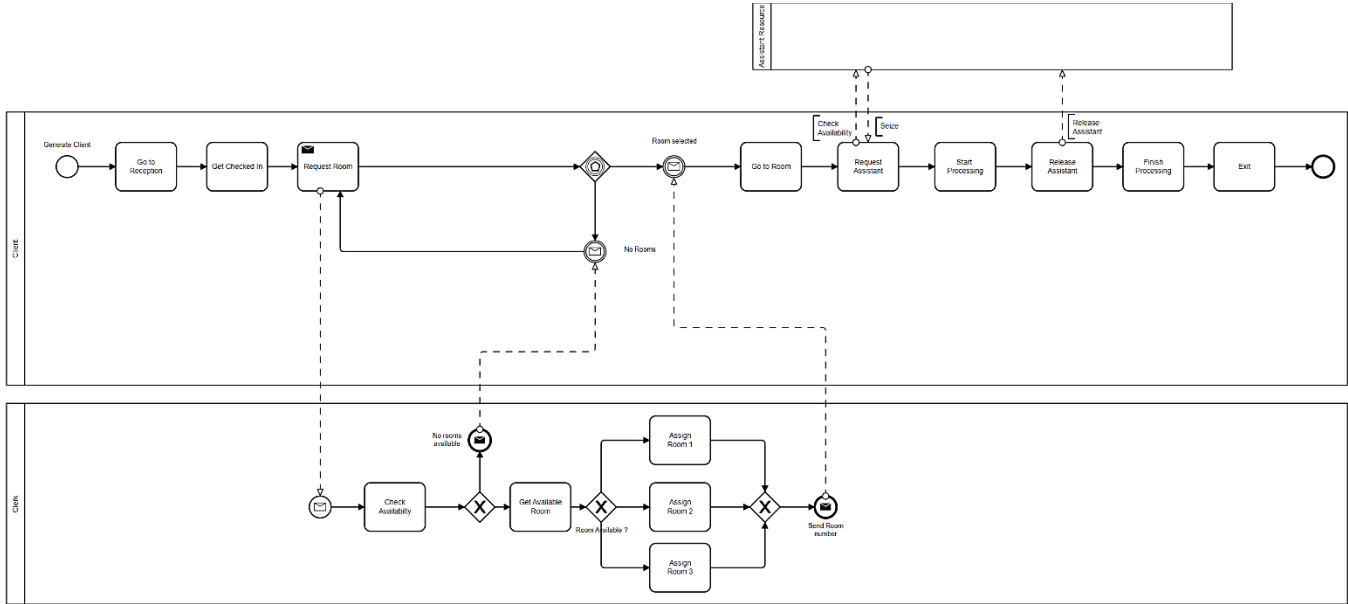 Assistant Resource
Client
Generate Client
Go to
Reception
Get Checked In
Request Room
Room selected
No Rooms
Go to Room
Check
Availability
Seize
Request
Assistant
Start
Processing
Release
Assistant
Release
Assistant
Finish
Processing
Exit
Clerk
No rooms
available
Check
Availability
Get Available
Room
Room Available ?
Assign
Room 1
Assign
Room 2
Assign
Room 3
Send Room
number